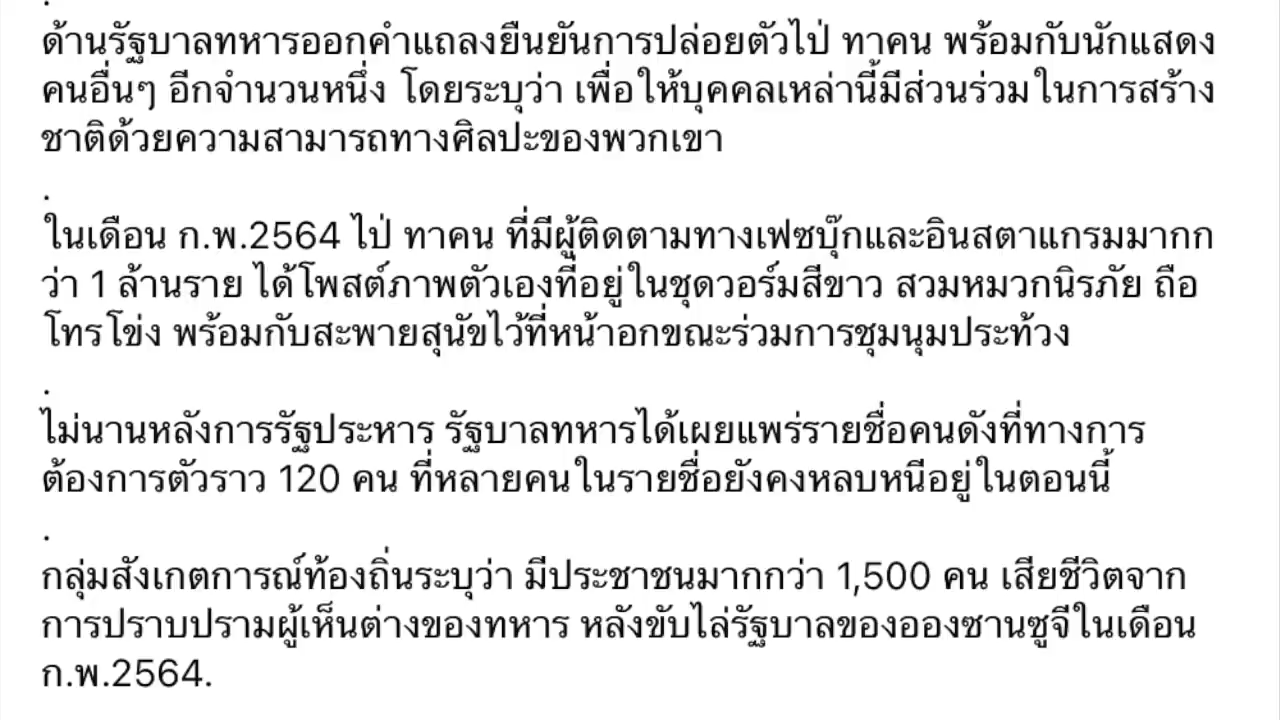 .
ด้านรัฐบาลทหารออกคำแถลงยืนยันการปล่อยตัวไป่ ทาคน พร้อมกับนักแสดง
คนอื่นๆ อีกจำนวนหนึ่ง โดยระบุว่า เพื่อให้บุคคลเหล่านี้มีส่วนร่วมในการสร้าง
ชาติด้วยความสามารถทางศิลปะของพวกเขา
.
ในเดือน ก.พ.2564 ไป่ ทาคน ที่มีผู้ติดตามทางเฟซบุ๊กและอินสตาแกรมมากก
ว่า 1 ล้านราย ได้โพสต์ภาพตัวเองที่อยู่ในชุดวอร์มสีขาว สวมหมวกนิรภัย ถือ
โทรโข่ง พร้อมกับสะพายสุนัขไว้ที่หน้าอกขณะร่วมการชุมนุมประท้วง
.
ไม่นานหลังการรัฐประหาร รัฐบาลทหารได้เผยแพร่รายชื่อคนดังที่ทางการ
ต้องการตัวราว 120 คน ที่หลายคนในรายชื่อยังคงหลบหนีอยู่ในตอนนี้
.
กลุ่มสังเกตการณ์ท้องถิ่นระบุว่า มีประชาชนมากกว่า 1,500 คน เสียชีวิตจาก
การปราบปรามผู้เห็นต่างของทหาร หลังขับไล่รัฐบาลของอองซานซูจีในเดือน
ก.พ.2564.